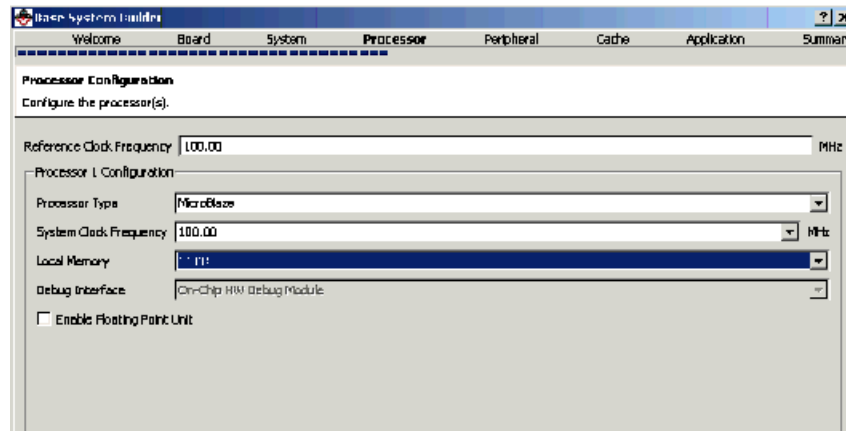 Base System Builder
Welcome Board System Processor Peripheral Cache Application Summar
Processor Configuration
Configure the processor(s).
Reference Clock Frequency 100.00 MHz
Processor 1 Configuration
Processor Type MicroBlaze
System Clock Frequency 100.00 MHz
Local Memory
Debug Interface On-Chip HW Debug Module
Enable Floating Point Unit